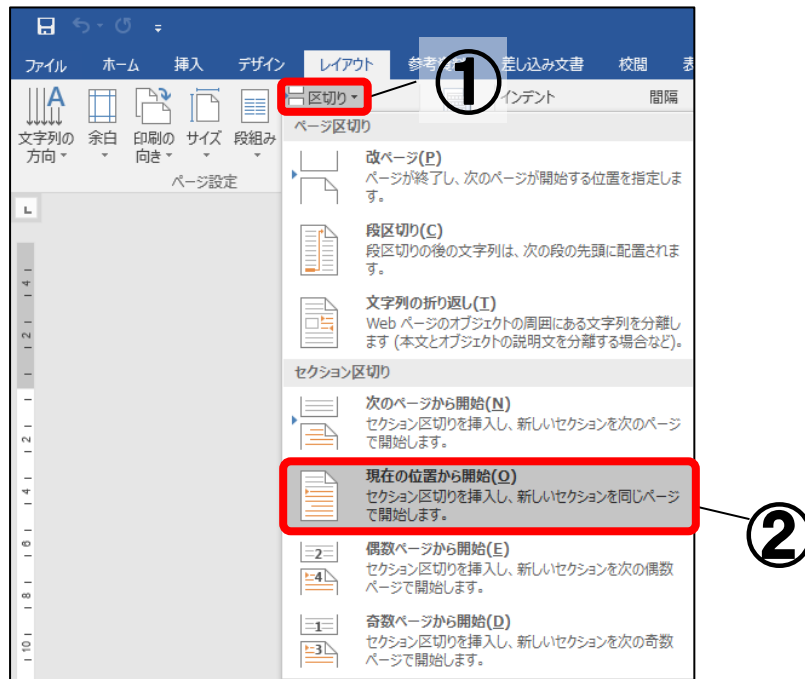 ファイル ホーム 挿入 デザイン レイアウト 差し込み文書 校閲
①
区切り インデント 間隔
文字列の方向 余白 印刷の向き サイズ 段組み
ページ設定
ページ区切り
改ページ(P)
ページが終了し、次のページが開始する位置を指定しま
す。
段区切り(C)
段区切りの後の文字列は、次の段の先頭に配置されま
す。
文字列の折り返し(T)
Web ページのオブジェクトの周囲にある文字列を分離し
ます (本文とオブジェクトの説明文を分離する場合など)。
セクション区切り
次のページから開始(N)
セクション区切りを挿入し、新しいセクションを次のページ
で開始します。
現在の位置から開始(O)
セクション区切りを挿入し、新しいセクションを同じページ
で開始します。
②
偶数ページから開始(E)
セクション区切りを挿入し、新しいセクションを次の偶数
ページで開始します。
奇数ページから開始(D)
セクション区切りを挿入し、新しいセクションを次の奇数
ページで開始します。
4
2
2
4
6
8
10